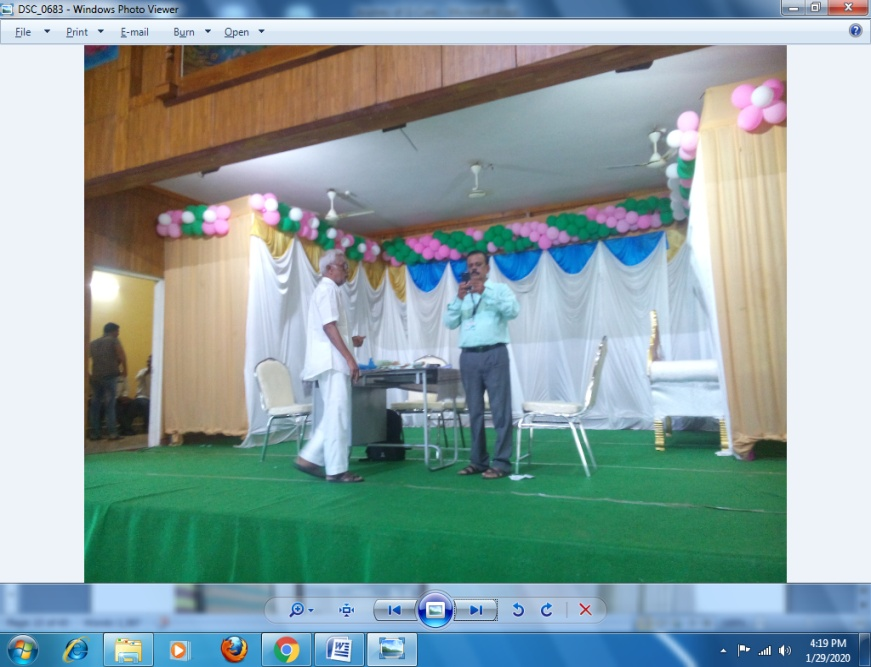 DSC_0683 - Windows Photo Viewer
File Print E-mail Burn Open
4:19 PM
1/29/2020